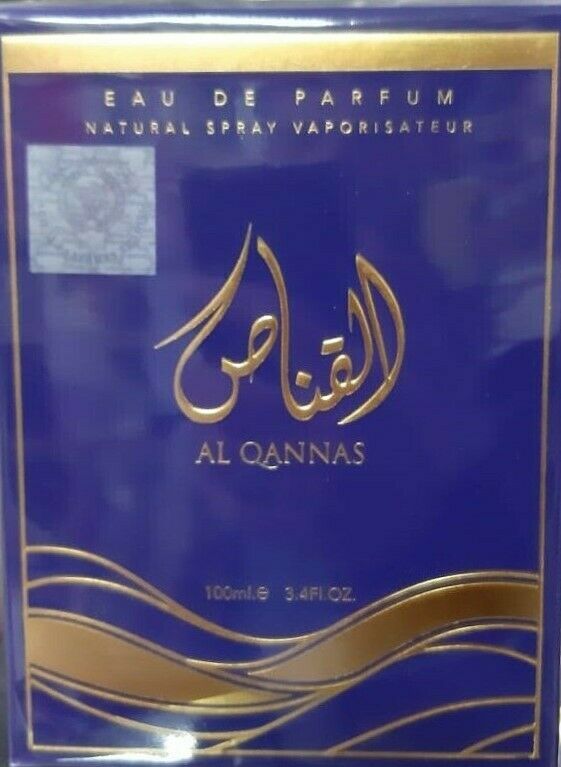 EAU DE PARFUM
NATURAL SPRAY VAPORISATEUR
القناص
AL QANNAS
100ml.e 3.4Fl.OZ.